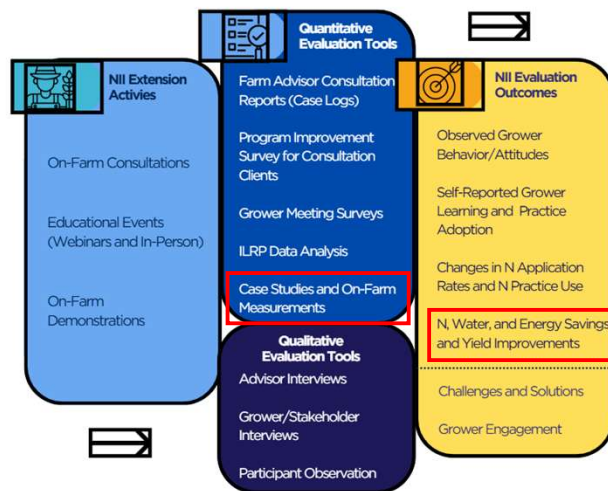 NII Extension
Activies
On-Farm Consultations
Educational Events
(Webinars and In-Person)
On-Farm
Demonstrations
Quantitative
Evaluation Tools
Farm Advisor Consultation
Reports (Case Logs)
Program Improvement
Survey for Consultation
Clients
Grower Meeting Surveys
ILRP Data Analysis
Case Studies and On-Farm
Measurements
Qualitative
Evaluation Tools
Advisor Interviews
Grower/Stakeholder
Interviews
Participant Observation
NII Evaluation
Outcomes
Observed Grower
Behavior/Attitudes
Self-Reported Grower
Learning and Practice
Adoption
Changes in N Application
Rates and N Practice Use
N, Water, and Energy Savings
and Yield Improvements
Challenges and Solutions
Grower Engagement